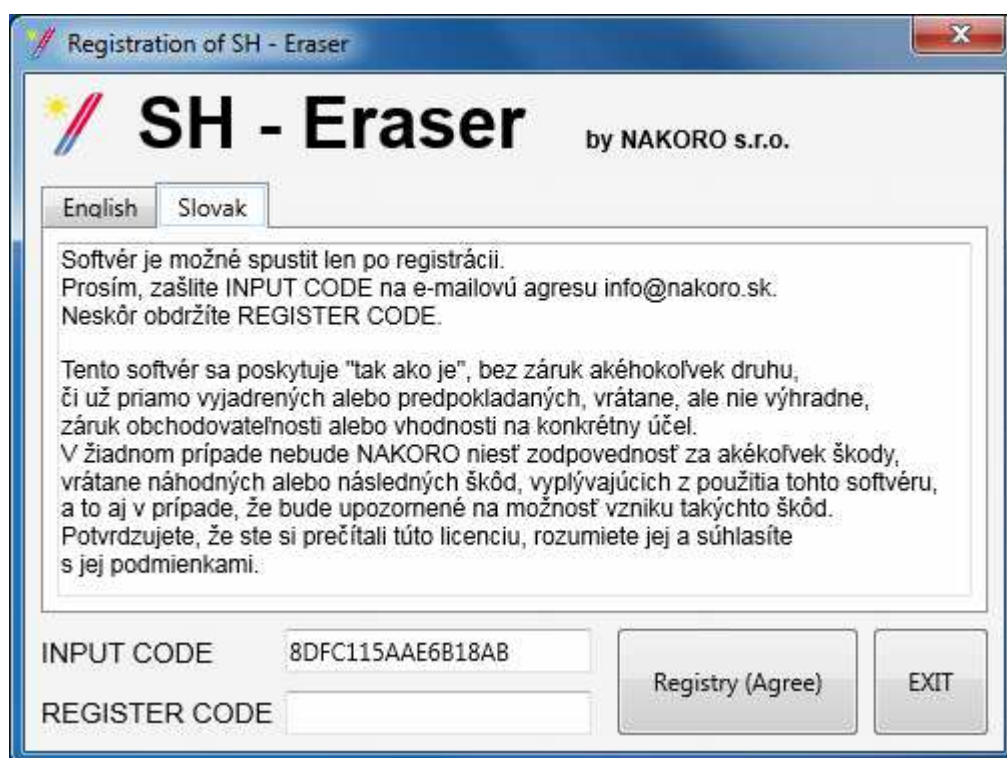 Registration of SH - Eraser
SH - Eraser by NAKORO s.r.o.
English Slovak
Softvér je možné spustit len po registrácii.
Prosím, zašlite INPUT CODE na e-mailovú agresu info@nakoro.sk.
Neskôr obdržíte REGISTER CODE.
Tento softvér sa poskytuje "tak ako je", bez záruk akéhokoľvek druhu,
či už priamo vyjadrených alebo predpokladaných, vrátane, ale nie výhradne,
záruk obchodovateľnosti alebo vhodnosti na konkrétny účel.
V žiadnom prípade nebude NAKORO niesť zodpovednosť za akékoľvek škody,
vrátane náhodných alebo následných škôd, vyplývajúcich z použitia tohto softvéru,
a to aj v prípade, že bude upozornené na možnosť vzniku takýchto škôd.
Potvrdzujete, že ste si prečítali túto licenciu, rozumiete jej a súhlasíte
s jej podmienkami.
INPUT CODE 8DFC115AAE6B18AB
REGISTER CODE
Registry (Agree) EXIT